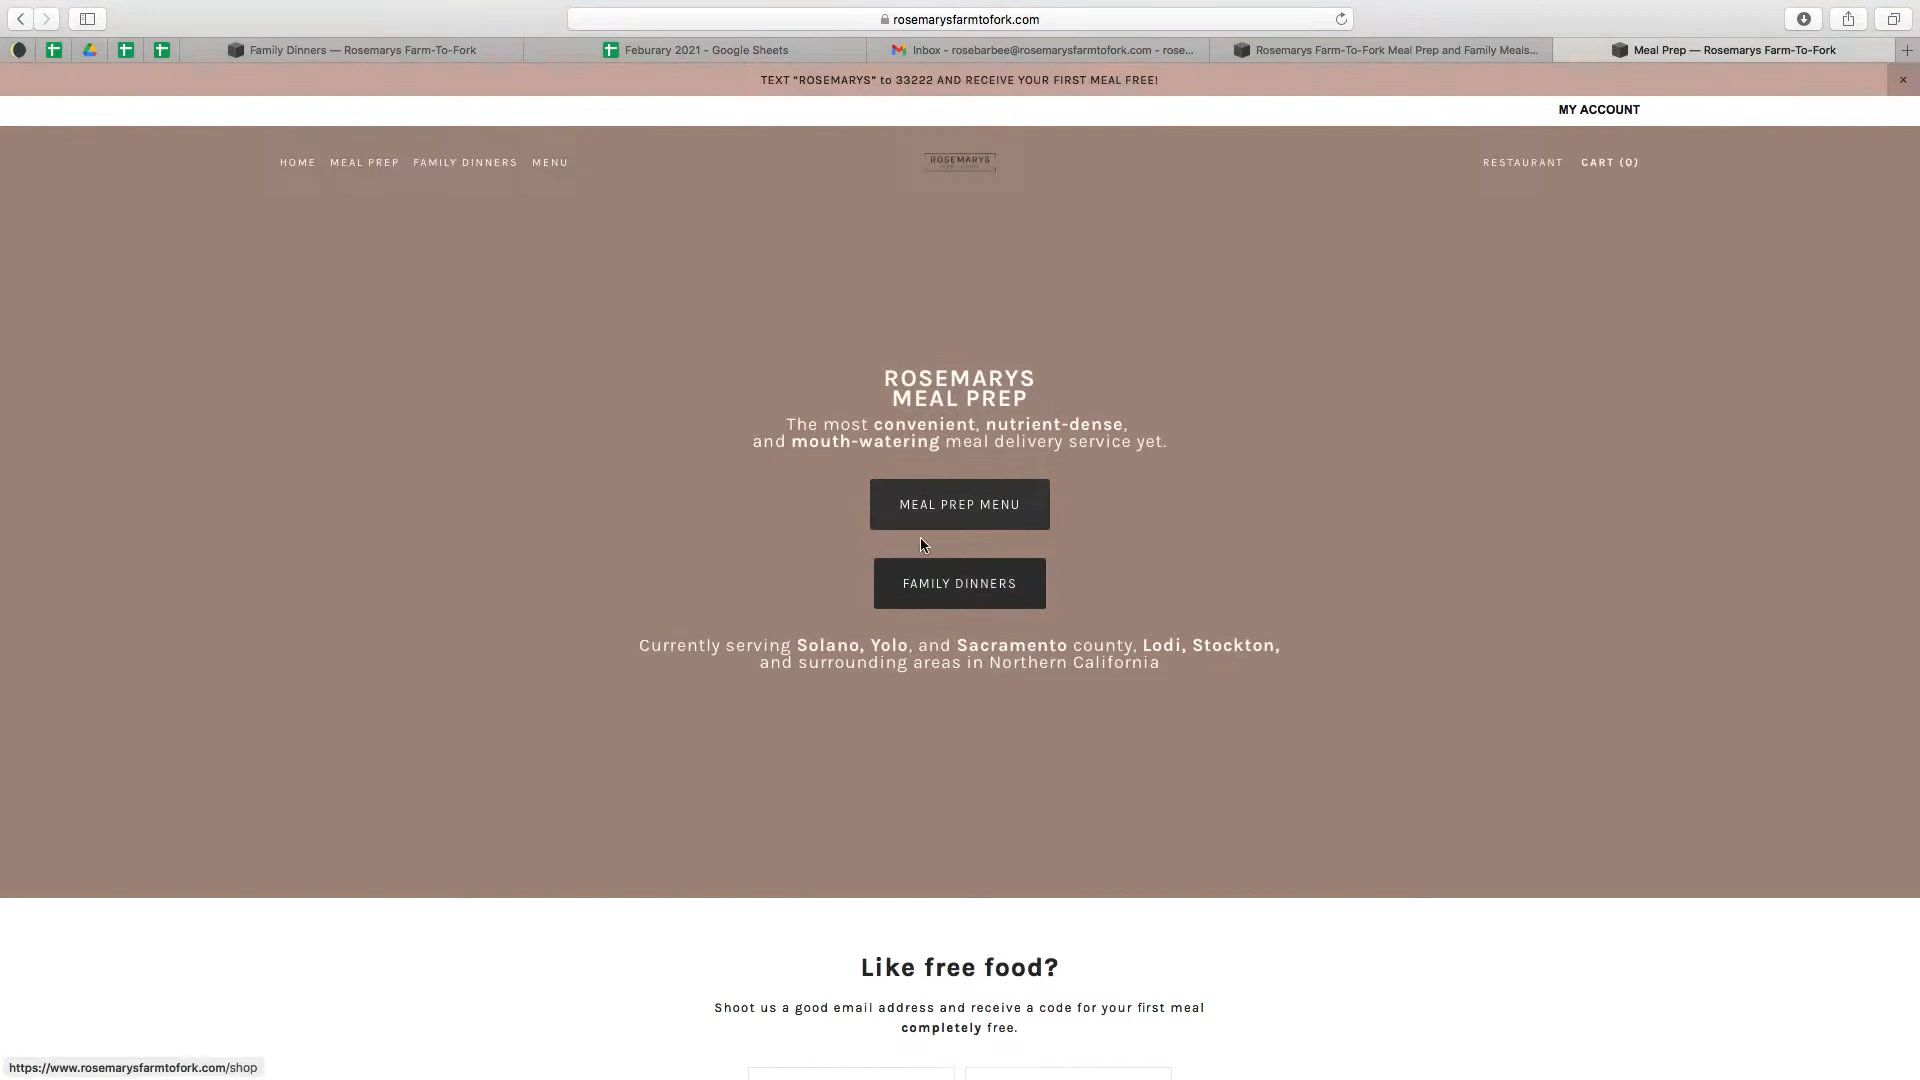 rosemarysfarmtofork.com
Family Dinners — Rosemarys Farm-To-Fork
Feburary 2021 - Google Sheets
Inbox - rosebarbee@rosemarysfarmtofork.com - rose...
Rosemarys Farm-To-Fork Meal Prep and Family Meals...
Meal Prep — Rosemarys Farm-To-Fork
TEXT "ROSEMARYS" to 33222 AND RECEIVE YOUR FIRST MEAL FREE!
MY ACCOUNT
HOME MEAL PREP FAMILY DINNERS MENU
ROSEMARYS
RESTAURANT CART (0)
ROSEMARYS
MEAL PREP
The most convenient, nutrient-dense,
and mouth-watering meal delivery service yet.
MEAL PREP MENU
FAMILY DINNERS
Currently serving Solano, Yolo, and Sacramento county, Lodi, Stockton,
and surrounding areas in Northern California
Like free food?
Shoot us a good email address and receive a code for your first meal
completely free.
https://www.rosemarysfarmtofork.com/shop